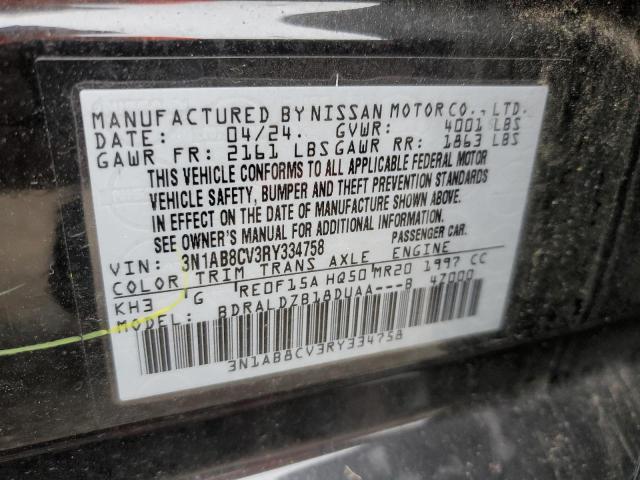 MANUFACTURED BY NISSAN MOTOR CO., LTD.
DATE: 04/24. GVWR: 4001 LBS
GAWR FR: 2161 LBS GAWR RR: 1863 LBS
THIS VEHICLE CONFORMS TO ALL APPLICABLE FEDERAL MOTOR
VEHICLE SAFETY, BUMPER AND THEFT PREVENTION STANDARDS
IN EFFECT ON THE DATE OF MANUFACTURE SHOWN ABOVE.
SEE OWNER'S MANUAL FOR ADDITIONAL INFORMATION.
VIN: 3N1AB8CV3RY334758 PASSENGER CAR
COLOR TRIM TRANS AXLE ENGINE
KH3 G RE0F15A HQ50 MR20 1997 CC
MODEL: BDRALDZB18DUAA---B 47000
3N1AB8CV3RY334758